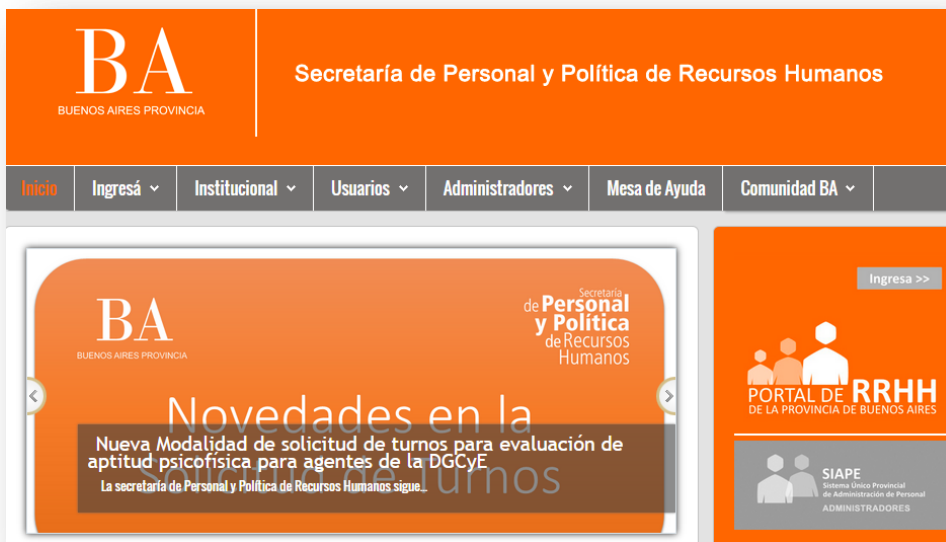 BA
BUENOS AIRES PROVINCIA
Secretaría de Personal y Política de Recursos Humanos
Inicio
Ingresá
Institucional
Usuarios
Administradores
Mesa de Ayuda
Comunidad BA
BA
BUENOS AIRES PROVINCIA
Secretaría
de Personal
y Política
de Recursos
Humanos
Novedades en la
Solicitud de Turnos
Nueva Modalidad de solicitud de turnos para evaluación de
aptitud psicofísica para agentes de la DGCyE
La secretaría de Personal y Política de Recursos Humanos sigue...
Ingresa >>
PORTAL DE RRHH
DE LA PROVINCIA DE BUENOS AIRES
SIAPE
Sistema Único Provincial
de Administración de Personal
ADMINISTRADORES